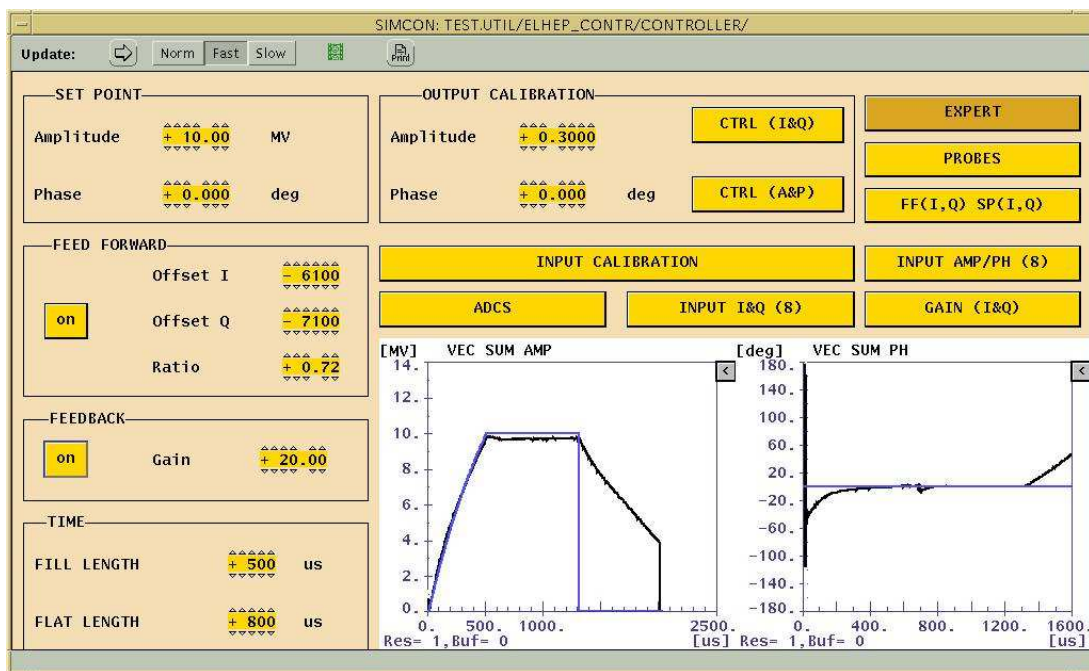 SIMCON: TEST.UTIL/ELHEP_CONTR/CONTROLLER/
Update: Norm Fast Slow Print
SET POINT
Amplitude + 10.00 MV
Phase + 0.000 deg
OUTPUT CALIBRATION
Amplitude + 0.3000
Phase + 0.000 deg
CTRL (I&Q)
CTRL (A&P)
EXPERT
PROBES
FF(I,Q) SP(I,Q)
FEED FORWARD
on
Offset I - 6100
Offset Q - 7100
Ratio + 0.72
INPUT CALIBRATION
INPUT AMP/PH (8)
ADCS
INPUT I&Q (8)
GAIN (I&Q)
FEEDBACK
on
Gain + 20.00
TIME
FILL LENGTH + 500 us
FLAT LENGTH + 800 us
[MV] VEC SUM AMP
<
14.
12.
10.
8.
6.
4.
2.
0.
0. 500. 1000. 2500.
Res= 1,Buf= 0 [us]
[deg] VEC SUM PH
<
180.
140.
100.
60.
20.
-20.
-60.
-100.
-140.
-180.
0. 400. 800. 1200. 1600.
Res= 1,Buf= 0 [us]